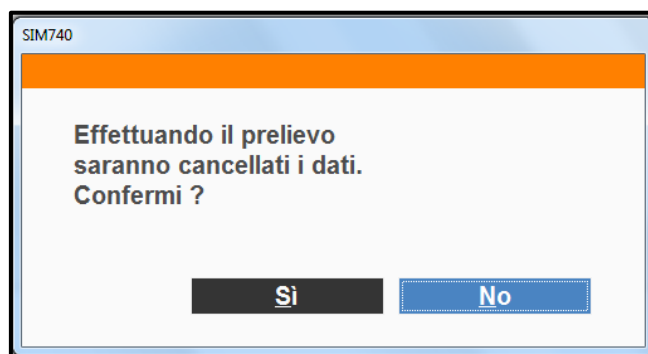 SIM740
Effettuando il prelievo
saranno cancellati i dati.
Confermi ?
Sì No